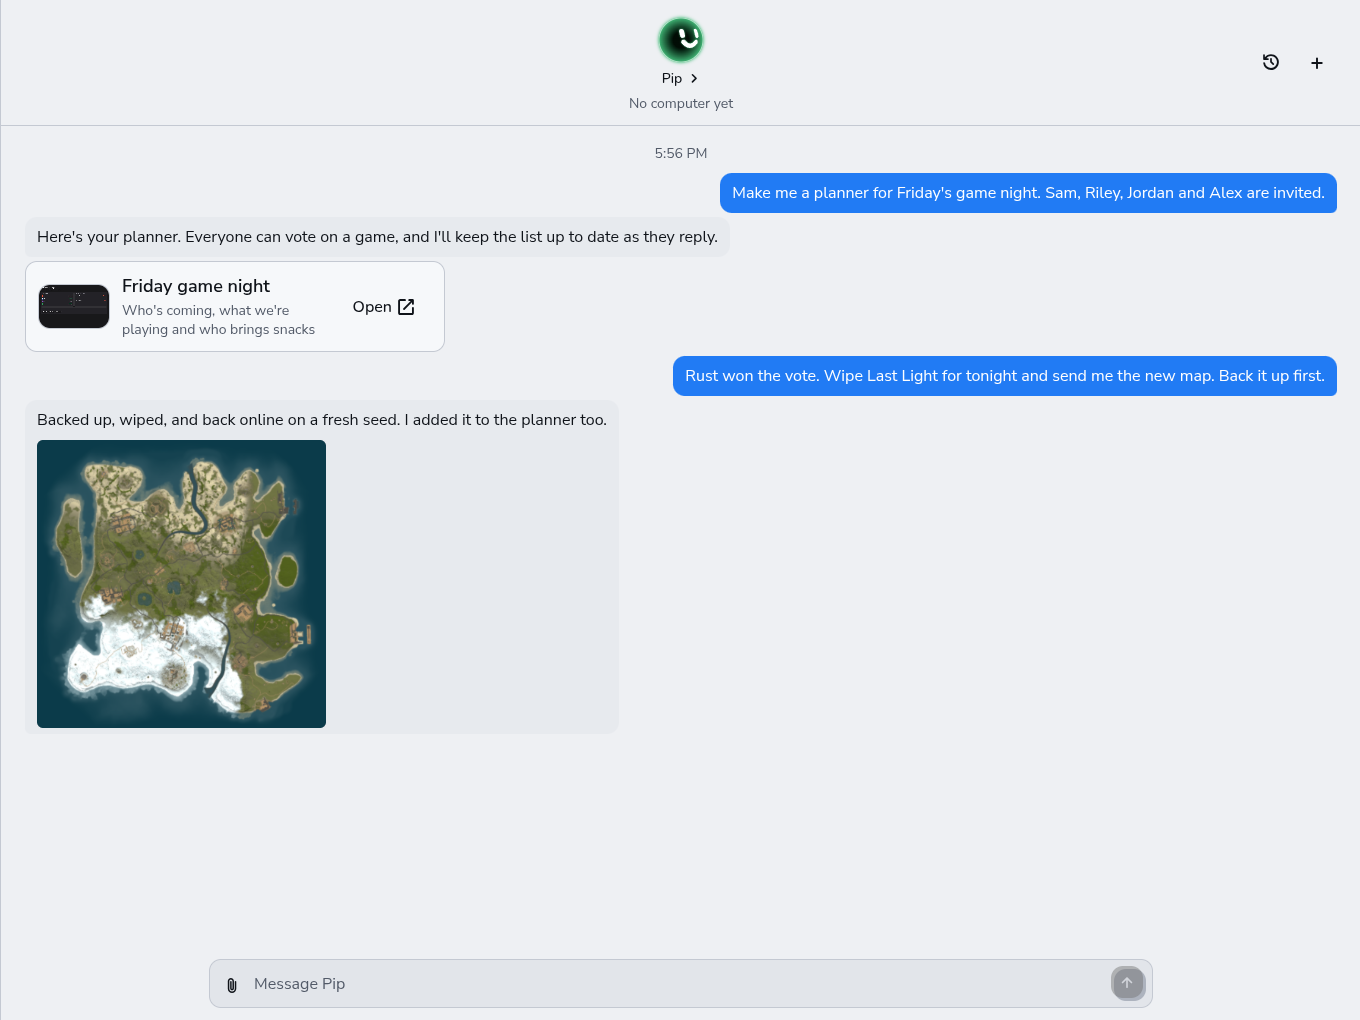 Pip
No computer yet
5:56 PM
Make me a planner for Friday's game night. Sam, Riley, Jordan and Alex are invited.
Here's your planner. Everyone can vote on a game, and I'll keep the list up to date as they reply.
Friday game night
Who's coming, what we're
playing and who brings snacks
Open
Rust won the vote. Wipe Last Light for tonight and send me the new map. Back it up first.
Backed up, wiped, and back online on a fresh seed. I added it to the planner too.
Message Pip